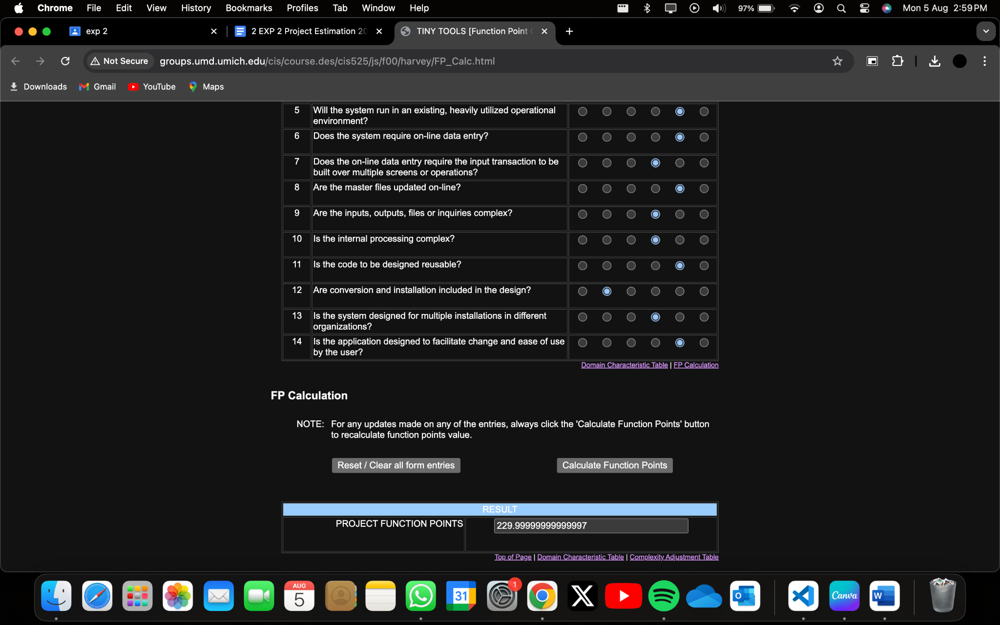 Chrome File Edit View History Bookmarks Profiles Tab Window Help 97% Mon 5 Aug 2:59 PM
exp 2 2 EXP 2 Project Estimation 20 TINY TOOLS [Function Point
Not Secure groups.umd.umich.edu/cis/course.des/cis525/js/f00/harvey/FP_Calc.html
Downloads Gmail YouTube Maps
5 Will the system run in an existing, heavily utilized operational
environment?
6 Does the system require on-line data entry?
7 Does the on-line data entry require the input transaction to be
built over multiple screens or operations?
8 Are the master files updated on-line?
9 Are the inputs, outputs, files or inquiries complex?
10 Is the internal processing complex?
11 Is the code to be designed reusable?
12 Are conversion and installation included in the design?
13 Is the system designed for multiple installations in different
organizations?
14 Is the application designed to facilitate change and ease of use
by the user?
Domain Characteristic Table | FP Calculation
FP Calculation
NOTE: For any updates made on any of the entries, always click the 'Calculate Function Points' button
to recalculate function points value.
Reset / Clear all form entries Calculate Function Points
RESULT
PROJECT FUNCTION POINTS 229.99999999999997
Top of Page | Domain Characteristic Table | Complexity Adjustment Table
AUG
5
31
1
O
Canva
W